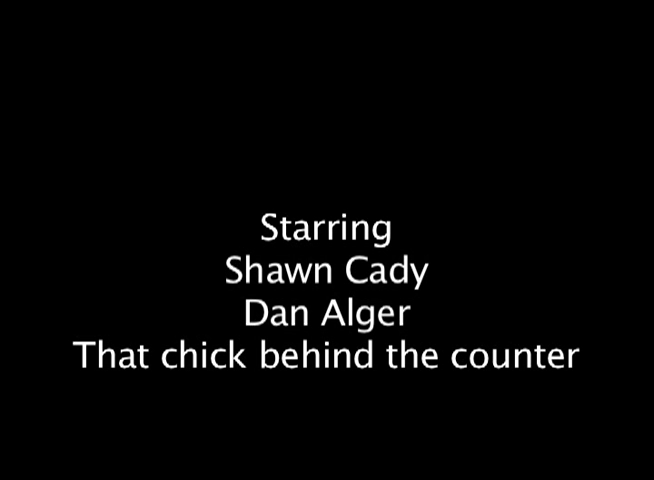 Starring
Shawn Cady
Dan Alger
That chick behind the counter